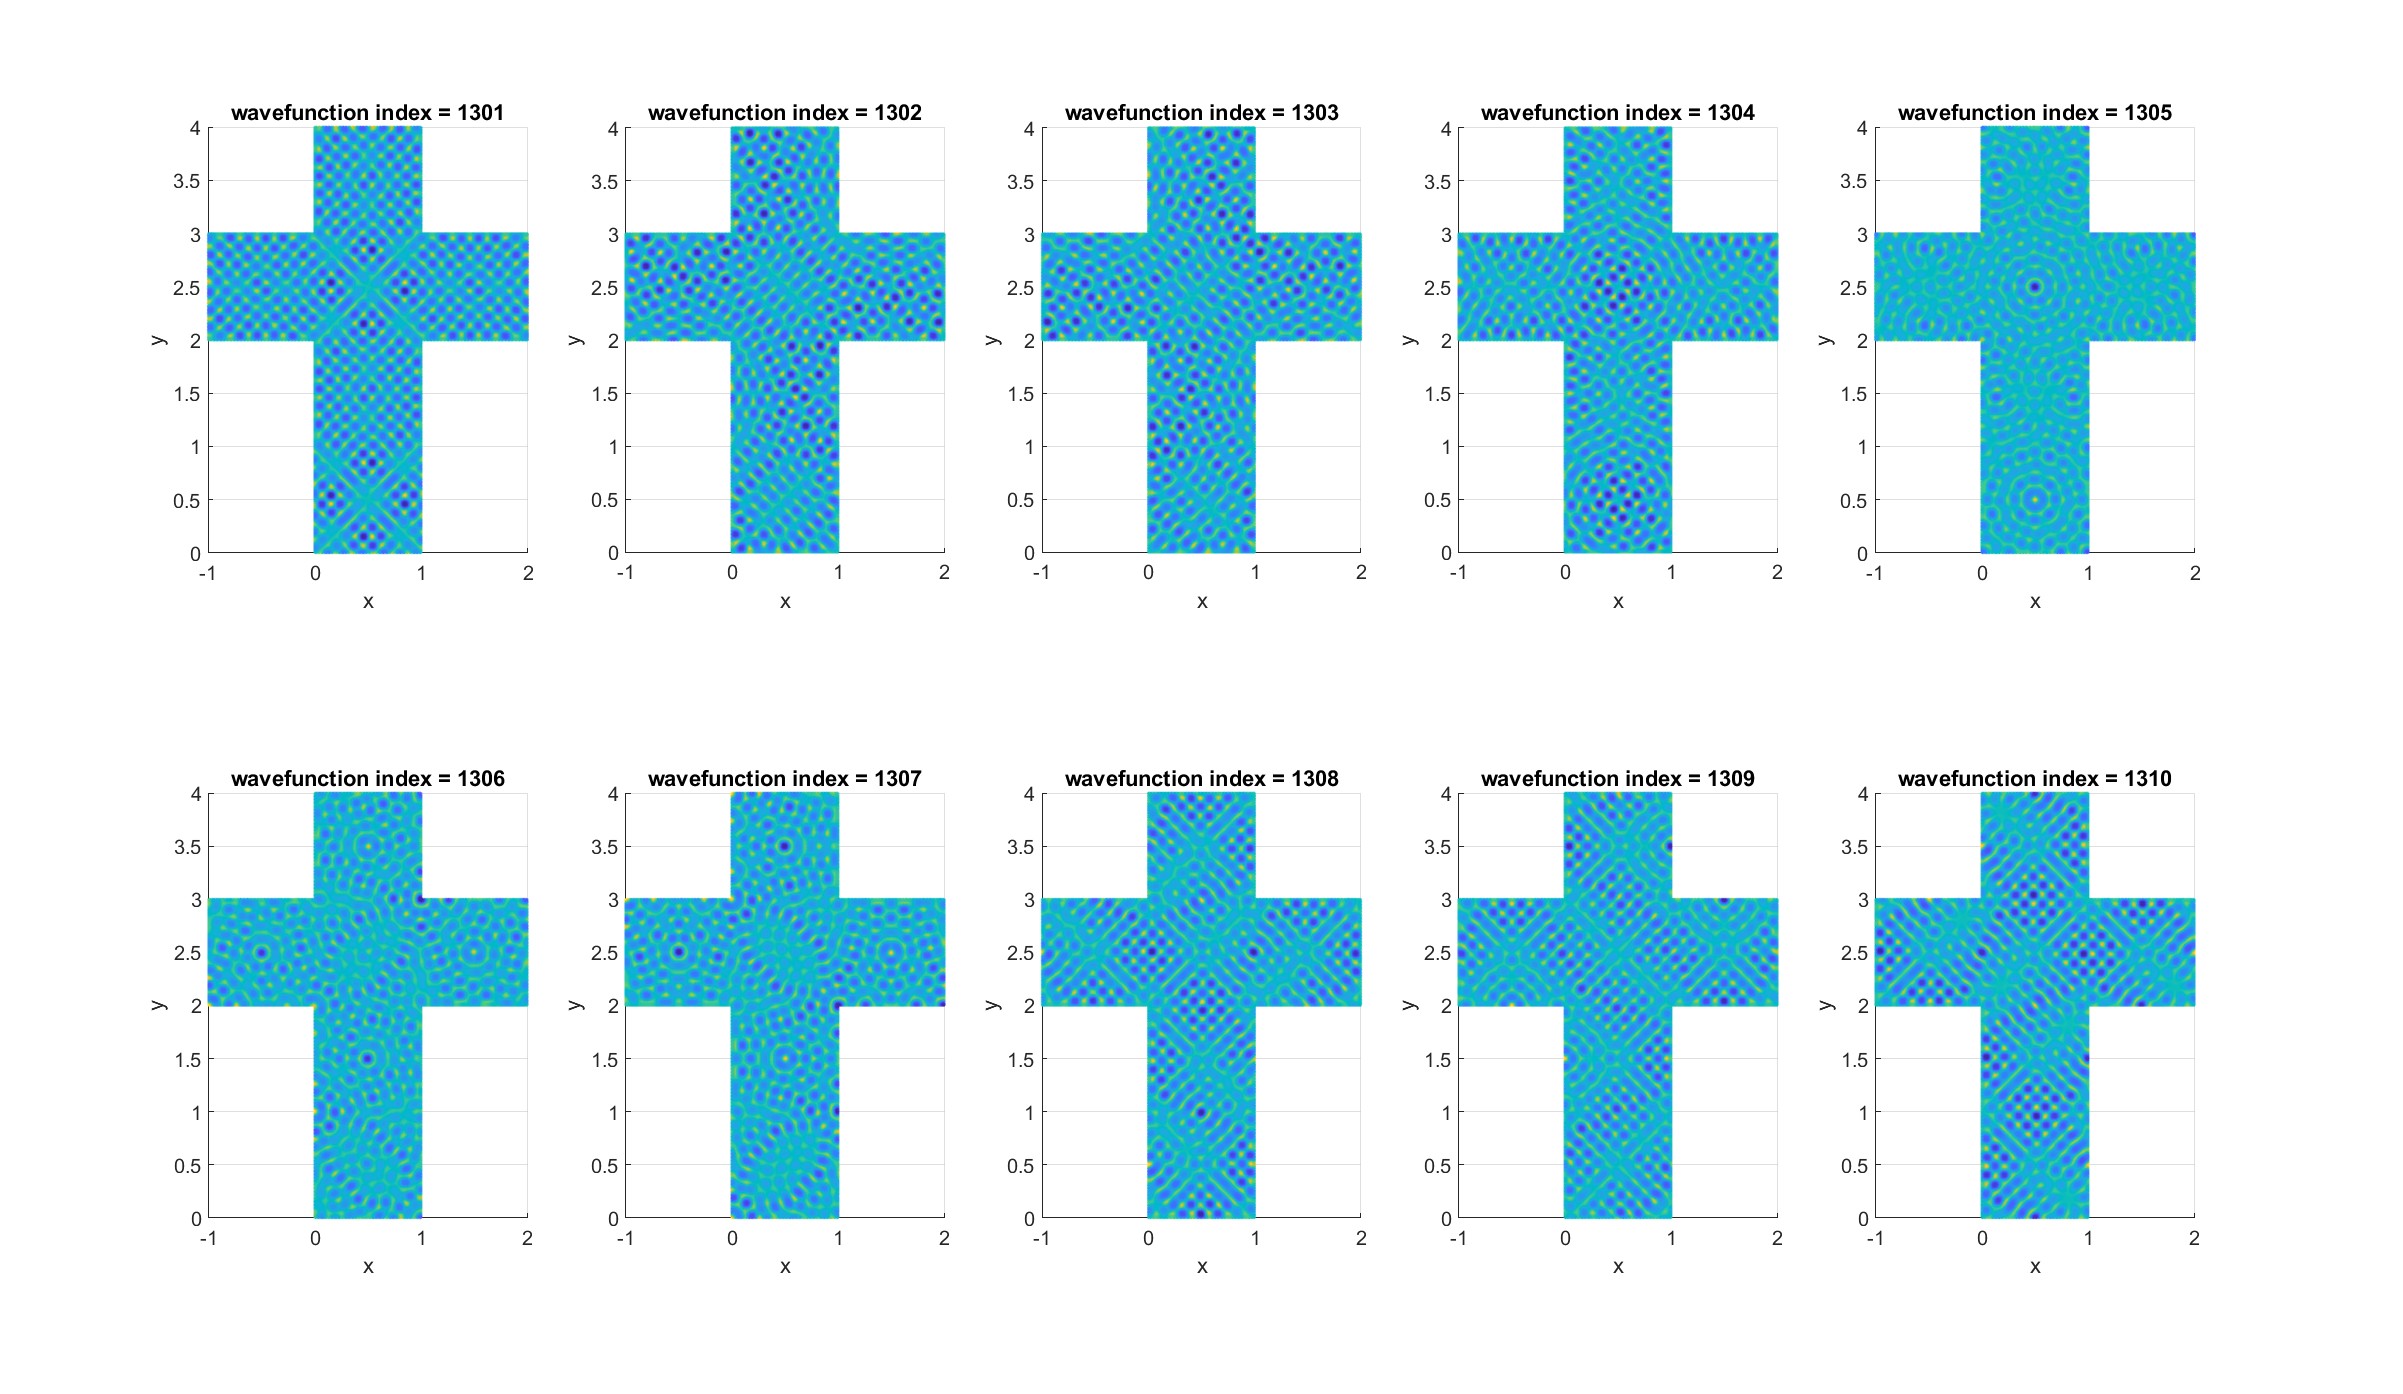 wavefunction index = 1301
wavefunction index = 1302
wavefunction index = 1303
wavefunction index = 1304
wavefunction index = 1305
4 4 4 4 4
3.5 3.5 3.5 3.5 3.5
3 3 3 3 3
2.5 2.5 2.5 2.5 2.5
y 2 y 2 y 2 y 2 y 2
1.5 1.5 1.5 1.5 1.5
1 1 1 1 1
0.5 0.5 0.5 0.5 0.5
0 0 0 0 0
-1 0 1 2 -1 0 1 2 -1 0 1 2 -1 0 1 2 -1 0 1 2
x x x x x
wavefunction index = 1306
wavefunction index = 1307
wavefunction index = 1308
wavefunction index = 1309
wavefunction index = 1310
4 4 4 4 4
3.5 3.5 3.5 3.5 3.5
3 3 3 3 3
2.5 2.5 2.5 2.5 2.5
y 2 y 2 y 2 y 2 y 2
1.5 1.5 1.5 1.5 1.5
1 1 1 1 1
0.5 0.5 0.5 0.5 0.5
0 0 0 0 0
-1 0 1 2 -1 0 1 2 -1 0 1 2 -1 0 1 2 -1 0 1 2
x x x x x